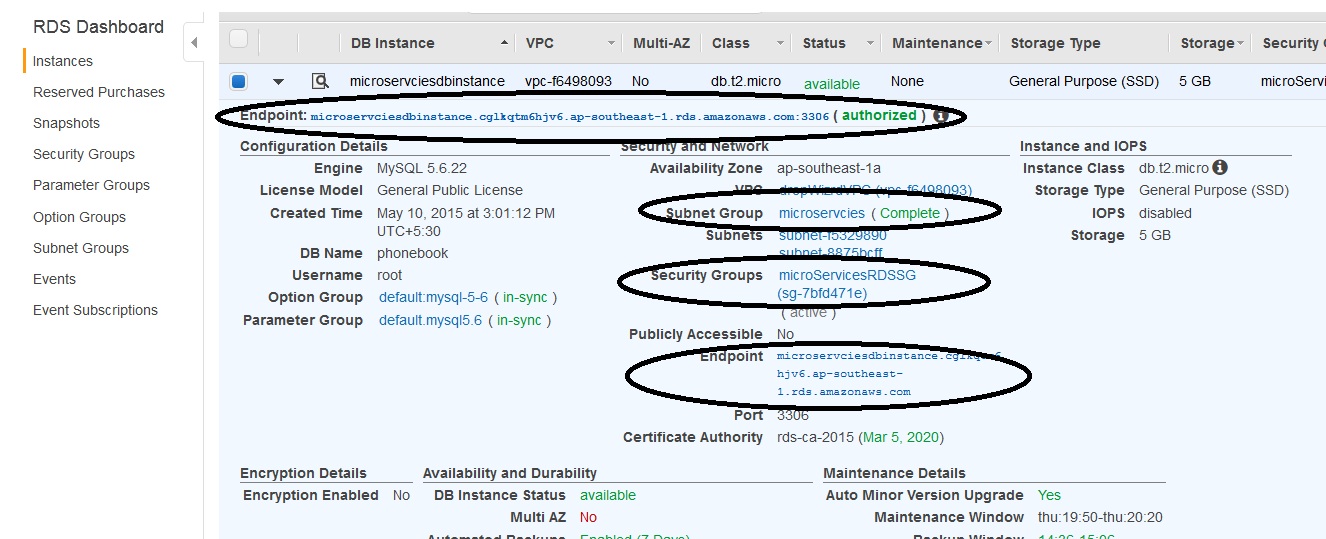 RDS Dashboard
Instances
Reserved Purchases
Snapshots
Security Groups
Parameter Groups
Option Groups
Subnet Groups
Events
Event Subscriptions
DB Instance VPC Multi-AZ Class Status Maintenance Storage Type Storage Security
microservciesdbinstance vpc-f6498093 No db.t2.micro available None General Purpose (SSD) 5 GB microServi
Endpoint: microservciesdbinstance.cglkqtm6hjv6.ap-southeast-1.rds.amazonaws.com:3306 ( authorized )
Configuration Details
Engine MySQL 5.6.22
License Model General Public License
Created Time May 10, 2015 at 3:01:12 PM
UTC+5:30
DB Name phonebook
Username root
Option Group default:mysql-5-6 ( in-sync )
Parameter Group default.mysql5.6 ( in-sync )
Security and Network
Availability Zone ap-southeast-1a
VPC dropWizrdVPC (vpc-f6498093)
Subnet Group microservcies ( Complete )
Subnets subnet-f5329890
subnet-8875bcff
Security Groups microServicesRDSSG
(sg-7bfd471e)
( active )
Publicly Accessible No
Endpoint microservciesdbinstance.cglkqtm6
hjv6.ap-southeast-
1.rds.amazonaws.com
Port 3306
Certificate Authority rds-ca-2015 (Mar 5, 2020)
Instance and IOPS
Instance Class db.t2.micro
Storage Type General Purpose (SSD)
IOPS disabled
Storage 5 GB
Encryption Details
Encryption Enabled No
Availability and Durability
DB Instance Status available
Multi AZ No
Automated Backups Enabled (7 Days)
Maintenance Details
Auto Minor Version Upgrade Yes
Maintenance Window thu:19:50-thu:20:20
Backup Window 14:36-15:06